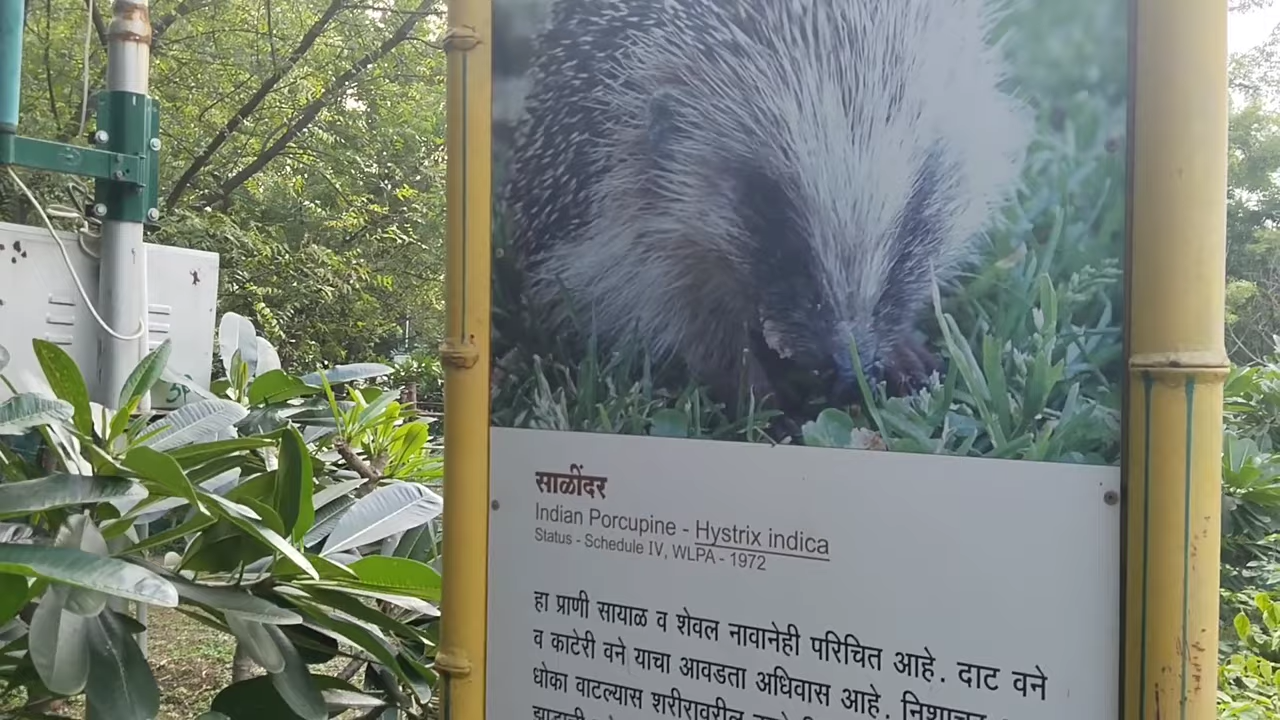 साळींदर
Indian Porcupine - Hystrix indica
Status - Schedule IV, WLPA - 1972
हा प्राणी सायाळ व शेवल नावानेही परिचित आहे. दाट वने
व काटेरी वने याचा आवडता अधिवास आहे. निशाचर
धोका वाटल्यास शरीरावरील